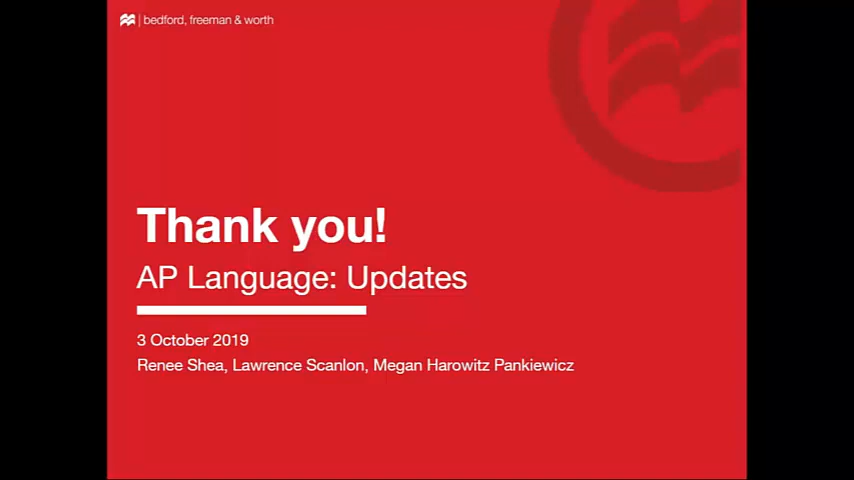 bedford, freeman & worth
Thank you!
AP Language: Updates
3 October 2019
Renee Shea, Lawrence Scanlon, Megan Harowitz Pankiewicz